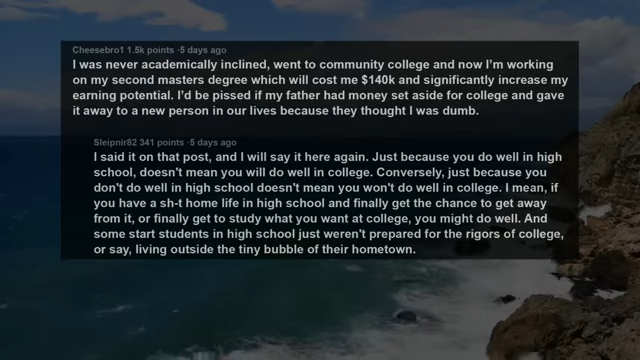 Cheesebro1 1.5k points ·5 days ago
I was never academically inclined, went to community college and now I'm working
on my second masters degree which will cost me $140k and significantly increase my
earning potential. I'd be pissed if my father had money set aside for college and gave
it away to a new person in our lives because they thought I was dumb.
Sleipnir82 341 points ·5 days ago
I said it on that post, and I will say it here again. Just because you do well in high
school, doesn't mean you will do well in college. Conversely, just because you
don't do well in high school doesn't mean you won't do well in college. I mean, if
you have a sh-t home life in high school and finally get the chance to get away
from it, or finally get to study what you want at college, you might do well. And
some start students in high school just weren't prepared for the rigors of college,
or say, living outside the tiny bubble of their hometown.